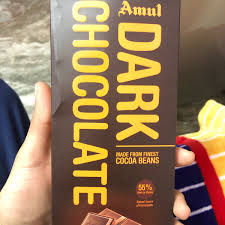 Amul
DARK
CHOCOLATE
MADE FROM FINEST
COCOA BEANS
55%